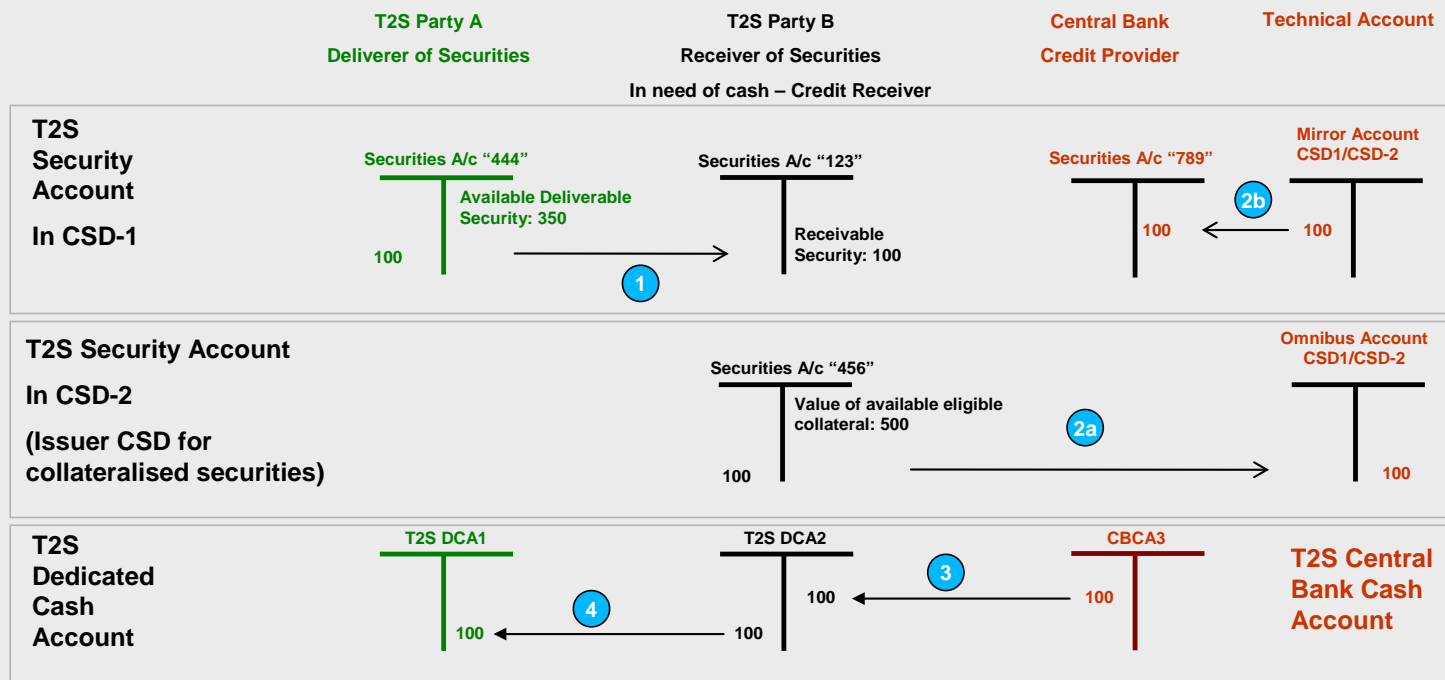 T2S Party A
T2S Party B
Central Bank
Technical Account
Deliverer of Securities
Receiver of Securities
Credit Provider
In need of cash – Credit Receiver
T2S
Security
Account
In CSD-1
Securities A/c “444”
Available Deliverable
Security: 350
100
1
Securities A/c “123”
Receivable
Security: 100
Securities A/c “789”
100
2b
Mirror Account
CSD1/CSD-2
100
T2S Security Account
In CSD-2
(Issuer CSD for
collateralised securities)
Securities A/c “456”
Value of available eligible
collateral: 500
100
2a
Omnibus Account
CSD1/CSD-2
100
T2S
Dedicated
Cash
Account
T2S DCA1
100
4
T2S DCA2
100
100
3
CBCA3
100
T2S Central
Bank Cash
Account